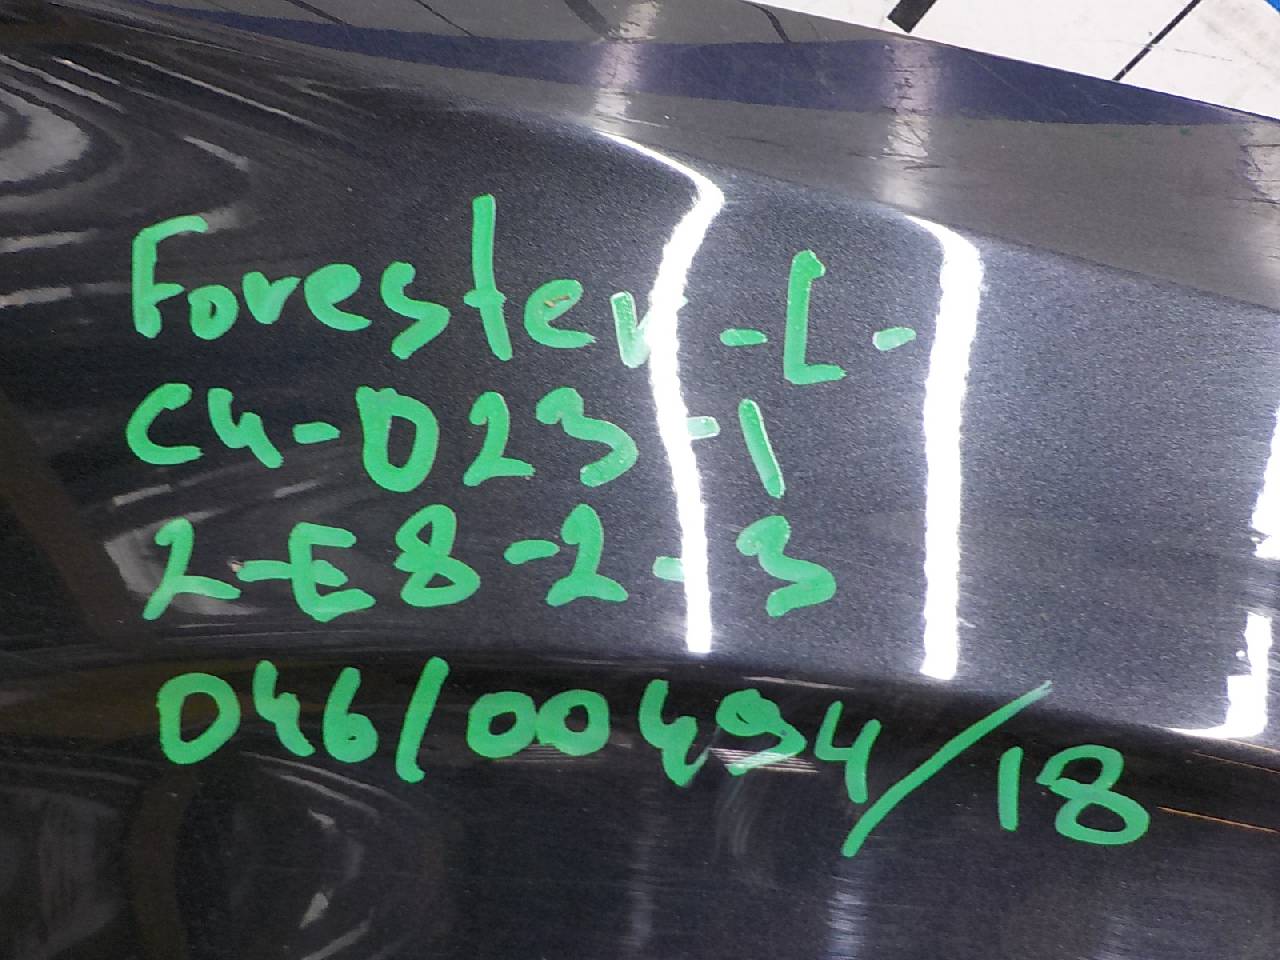 Forester-L-
C4-D23-1
2-E8-2-3
046/00494/18